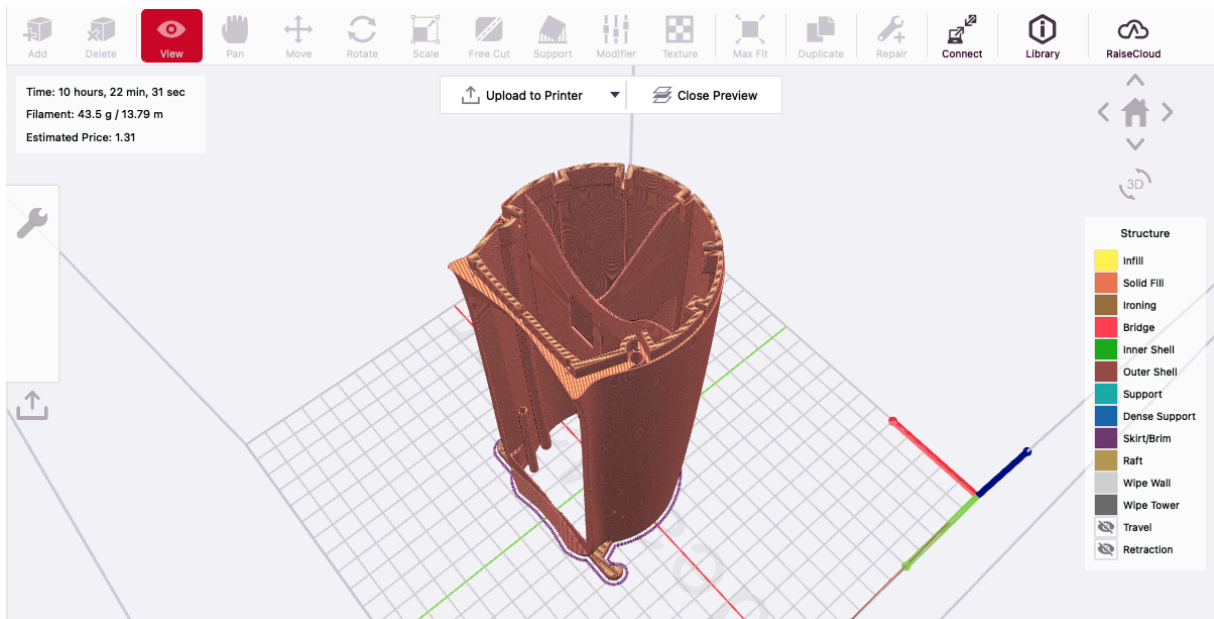 Add
Delete
View
Pan
Move
Rotate
Scale
Free Cut
Support
Modifier
Texture
Max Fit
Duplicate
Repair
Connect
Library
RaiseCloud
Time: 10 hours, 22 min, 31 sec
Filament: 43.5 g / 13.79 m
Estimated Price: 1.31
Upload to Printer
Close Preview
3D
Structure
Infill
Solid Fill
Ironing
Bridge
Inner Shell
Outer Shell
Support
Dense Support
Skirt/Brim
Raft
Wipe Wall
Wipe Tower
Travel
Retraction